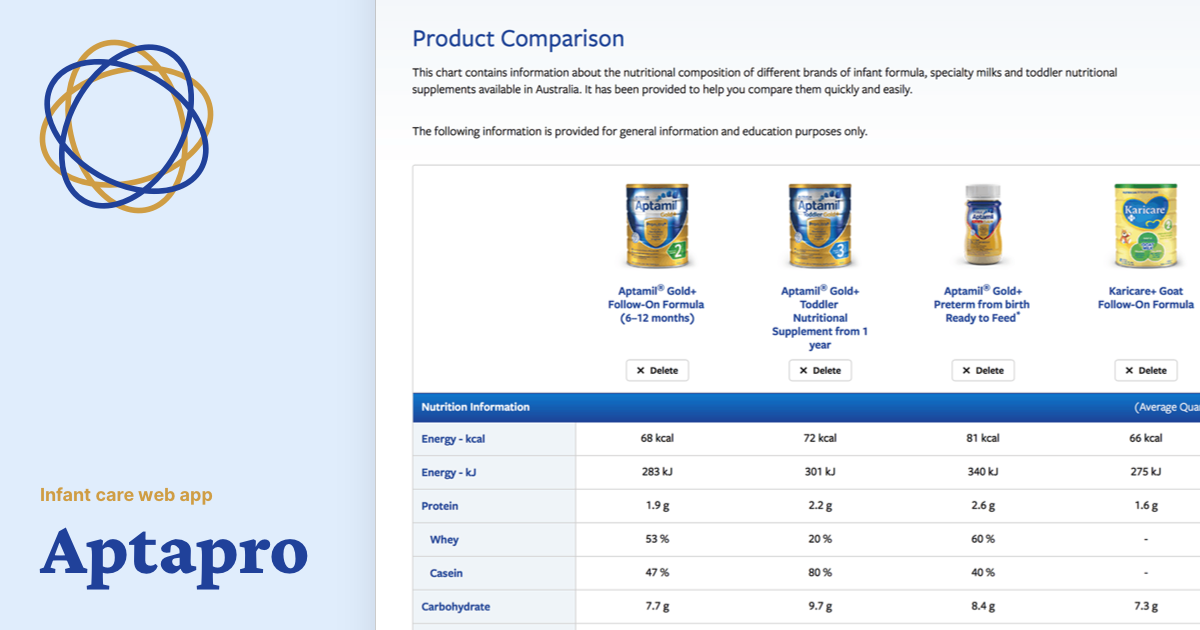 Infant care web app
Aptapro
Product Comparison
This chart contains information about the nutritional composition of different brands of infant formula, specialty milks and toddler nutritional
supplements available in Australia. It has been provided to help you compare them quickly and easily.
The following information is provided for general information and education purposes only.
Aptamil
2
Aptamil
3
Aptamil
Karicare
Aptamil® Gold+
Follow-On Formula
(6–12 months)
Aptamil® Gold+
Toddler
Nutritional
Supplement from 1
year
Aptamil® Gold+
Preterm from birth
Ready to Feed*
Karicare+ Goat
Follow-On Formula
✕ Delete
✕ Delete
✕ Delete
✕ Delete
Nutrition Information (Average Qua
Energy - kcal 68 kcal 72 kcal 81 kcal 66 kcal
Energy - kJ 283 kJ 301 kJ 340 kJ 275 kJ
Protein 1.9 g 2.2 g 2.6 g 1.6 g
Whey 53 % 20 % 60 % -
Casein 47 % 80 % 40 % -
Carbohydrate 7.7 g 9.7 g 8.4 g 7.3 g